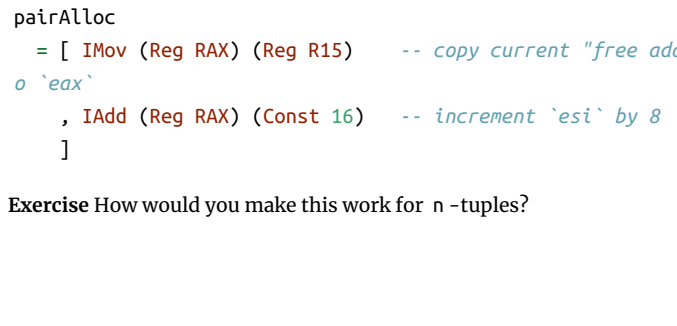 pairAlloc
= [ IMov (Reg RAX) (Reg R15) -- copy current "free
o `eax`
, IAdd (Reg RAX) (Const 16) -- increment `esi` by 8
]
Exercise How would you make this work for n -tuples?